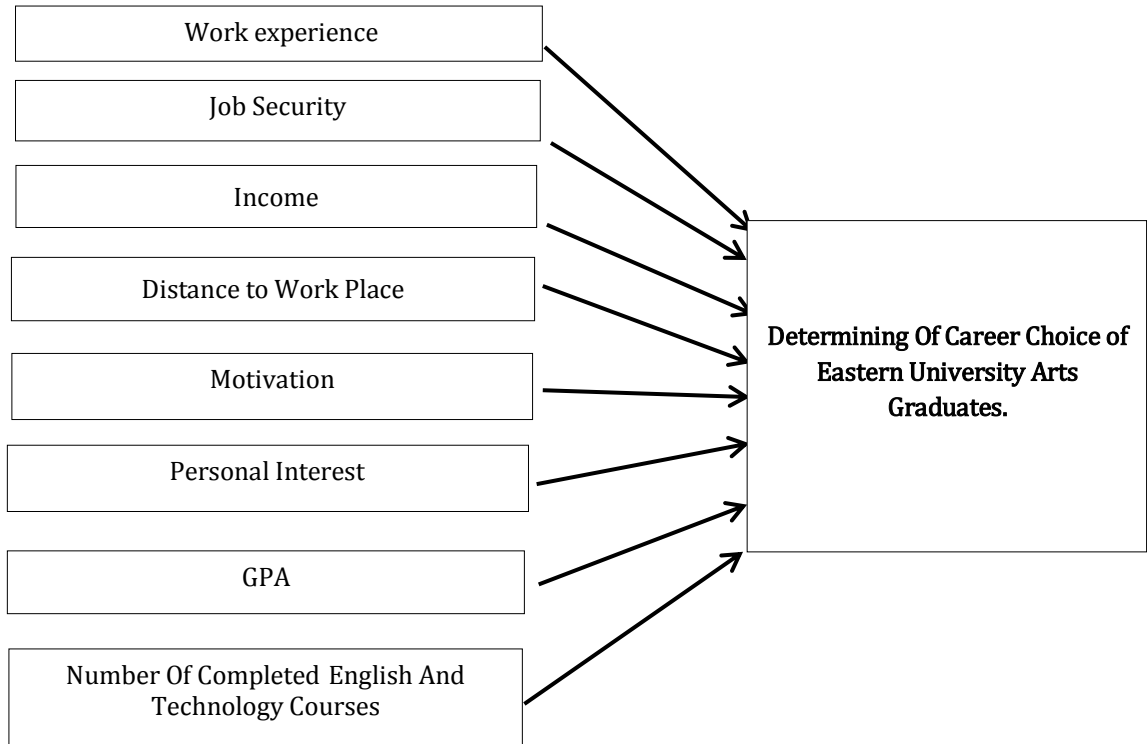 Work experience
Job Security
Income
Distance to Work Place
Motivation
Personal Interest
GPA
Number Of Completed English And
Technology Courses
Determining Of Career Choice of
Eastern University Arts
Graduates.